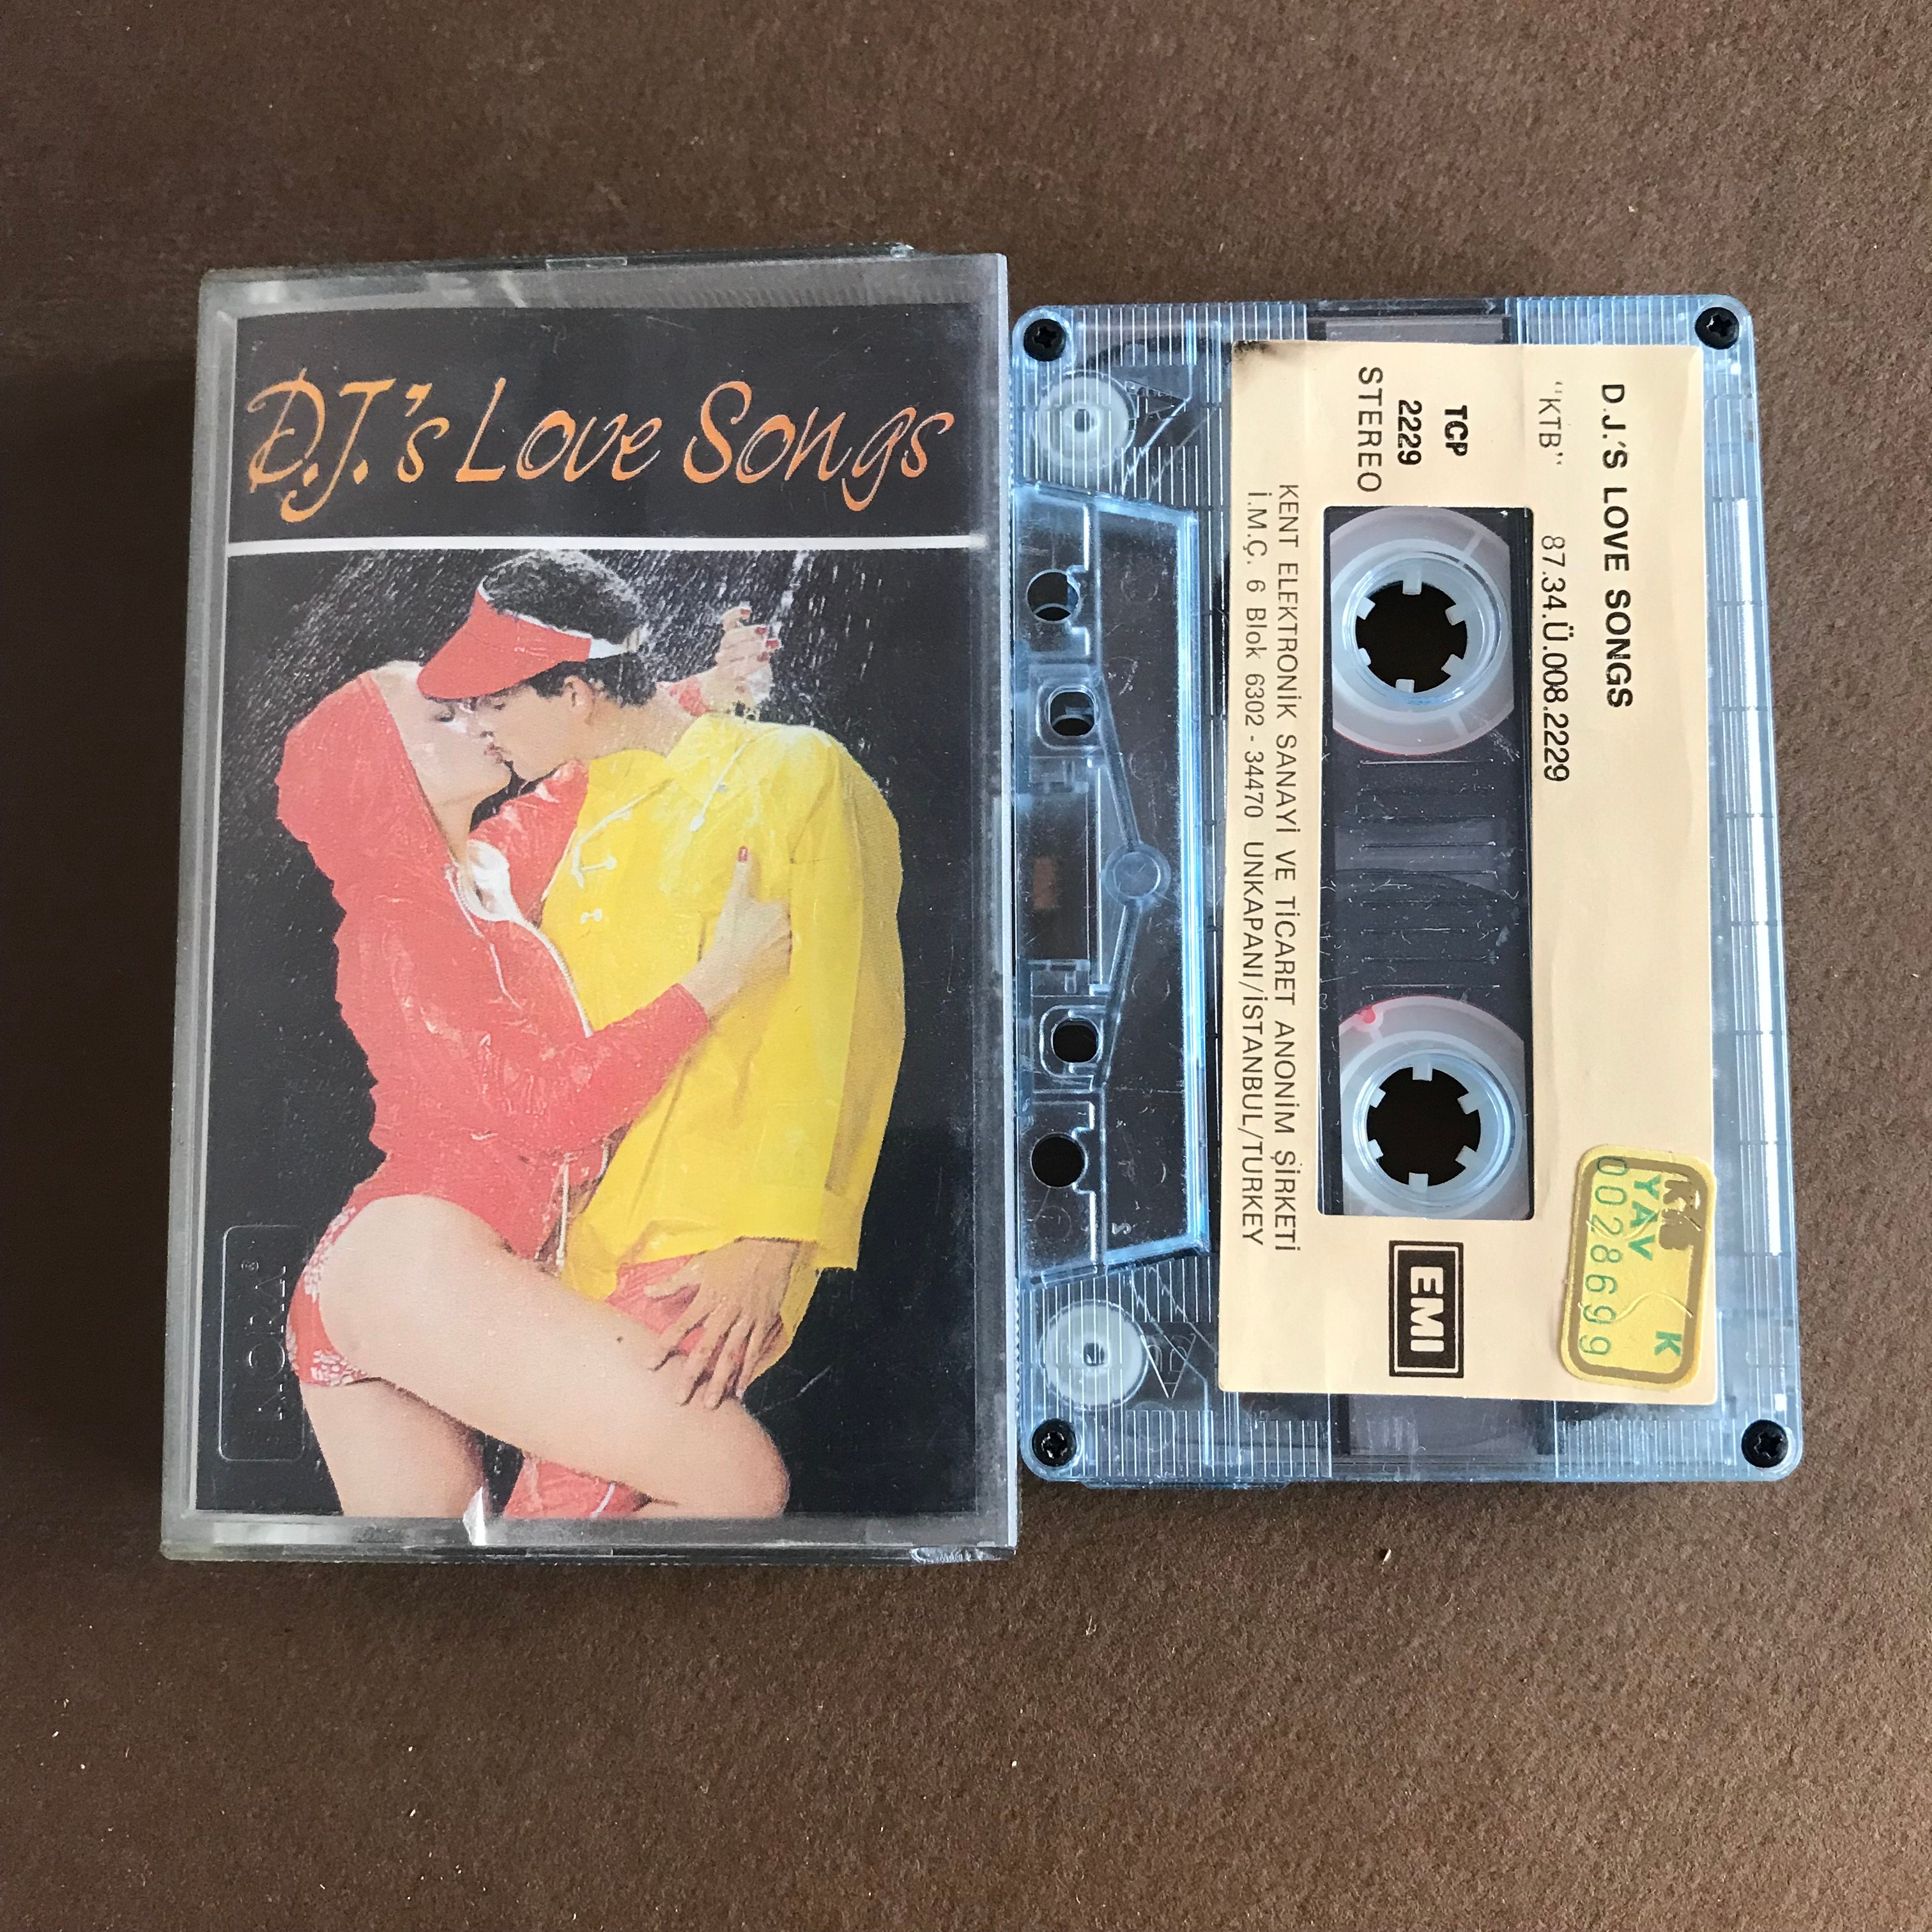 D.J.'s Love Songs
AORA®
D.J.'S LOVE SONGS
"KTB" 87.34.Ü.008.2229
TCP
2229
STEREO
KENT ELEKTRONİK SANAYİ VE TİCARET ANONİM ŞİRKETİ
İ.M.Ç. 6 Blok 6302 - 34470 UNKAPANI/İSTANBUL/TURKEY
EMI
YAV K
0028699